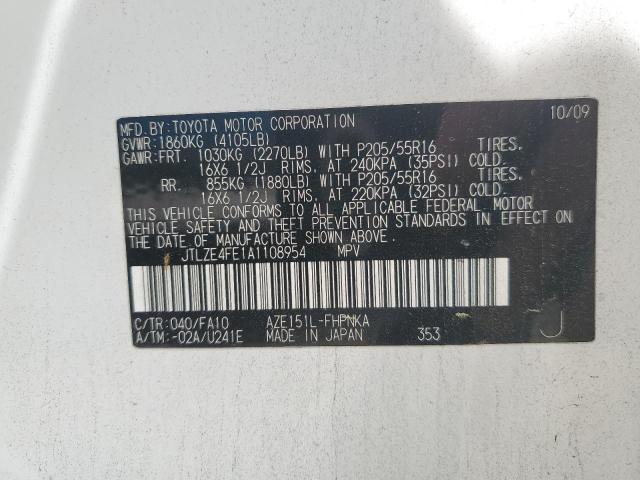 10/09
MFD.BY:TOYOTA MOTOR CORPORATION
GVWR:1860KG (4105LB)
GAWR:FRT. 1030KG (2270LB) WITH P205/55R16 TIRES.
16X6 1/2J RIMS. AT 240KPA (35PSI) COLD.
RR. 855KG (1880LB) WITH P205/55R16 TIRES.
16X6 1/2J RIMS. AT 220KPA (32PSI) COLD.
THIS VEHICLE CONFORMS TO ALL APPLICABLE FEDERAL MOTOR
VEHICLE SAFETY AND THEFT PREVENTION STANDARDS IN EFFECT ON
THE DATE OF MANUFACTURE SHOWN ABOVE.
JTLZE4FE1A1108954 MPV
C/TR:040/FA10 AZE151L-FHPNKA
A/TM:-02A/U241E MADE IN JAPAN 353 J